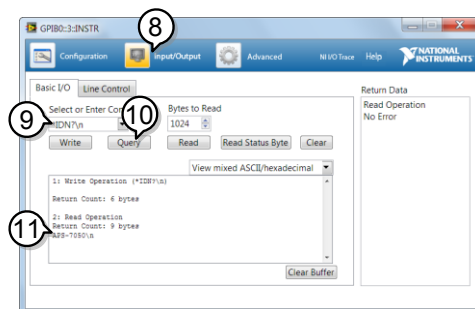 GPIB0::3::INSTR
8
Configuration
Input/Output
Advanced
NI I/O Trace
Help
NATIONAL
INSTRUMENTS
Basic I/O
Line Control
Return Data
Select or Enter Co
10
Bytes to Read
Read Operation
No Error
9
*IDN?\n
1024
Write
Query
Read
Read Status Byte
Clear
View mixed ASCII/hexadecimal
1: Write Operation (*IDN?\n)
Return Count: 6 bytes
2: Read Operation
Return Count: 9 bytes
11
APS-7050\n
Clear Buffer